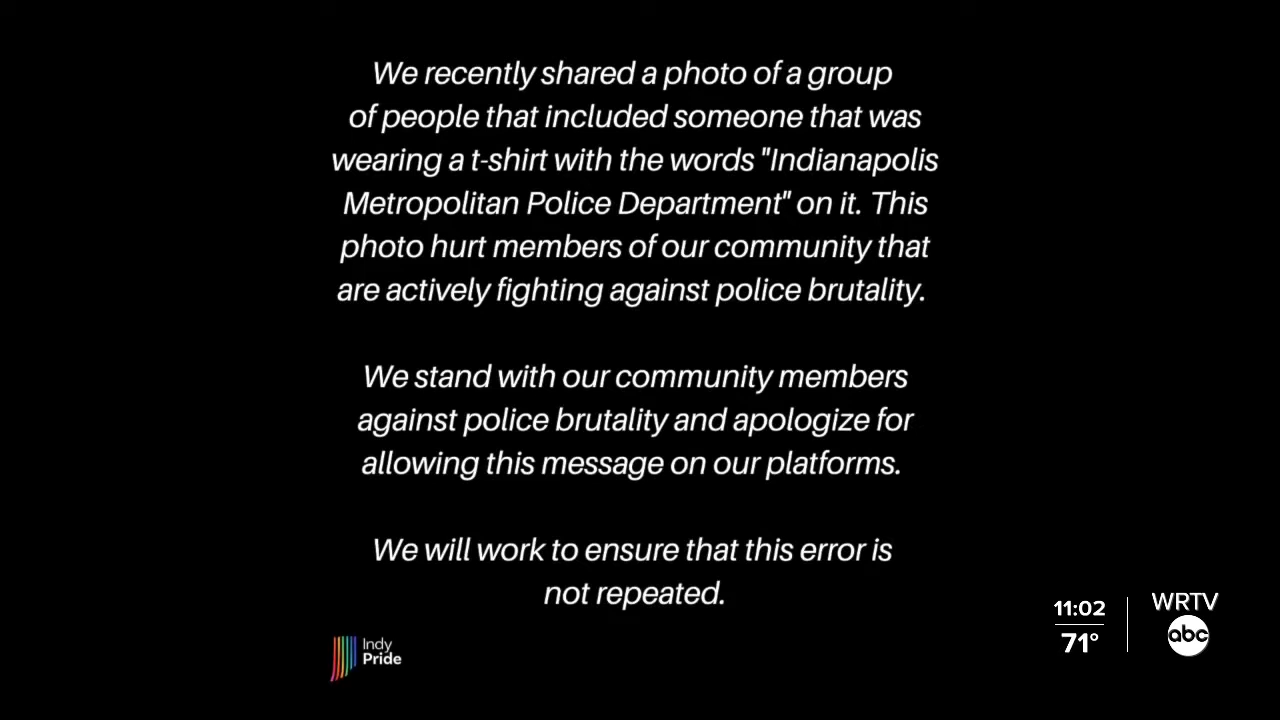 We recently shared a photo of a group
of people that included someone that was
wearing a t-shirt with the words "Indianapolis
Metropolitan Police Department" on it. This
photo hurt members of our community that
are actively fighting against police brutality.
We stand with our community members
against police brutality and apologize for
allowing this message on our platforms.
We will work to ensure that this error is
not repeated.
Indy
Pride
11:02
71°
WRTV
abc